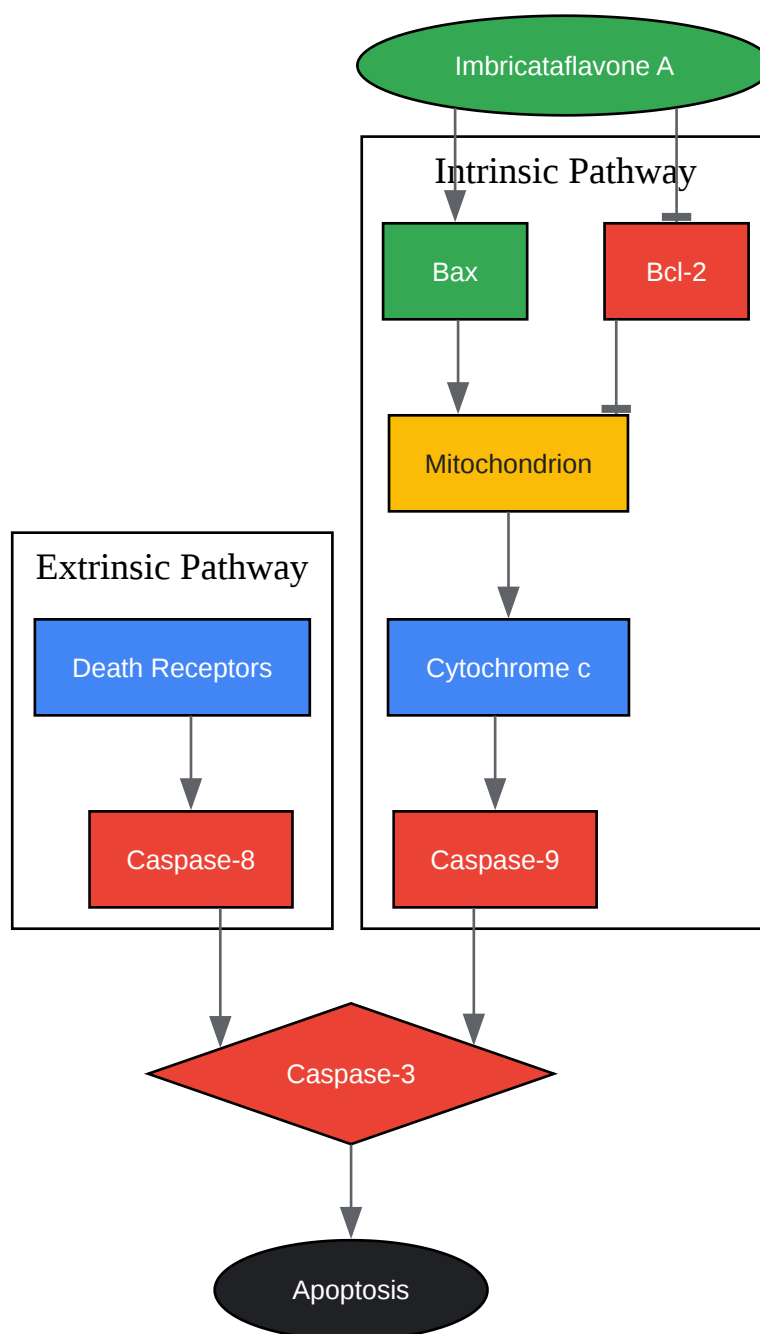 Imbricataflavone A
Intrinsic Pathway
Bax
Bcl-2
Mitochondrion
Extrinsic Pathway
Death Receptors
Cytochrome c
Caspase-8
Caspase-9
Caspase-3
Apoptosis